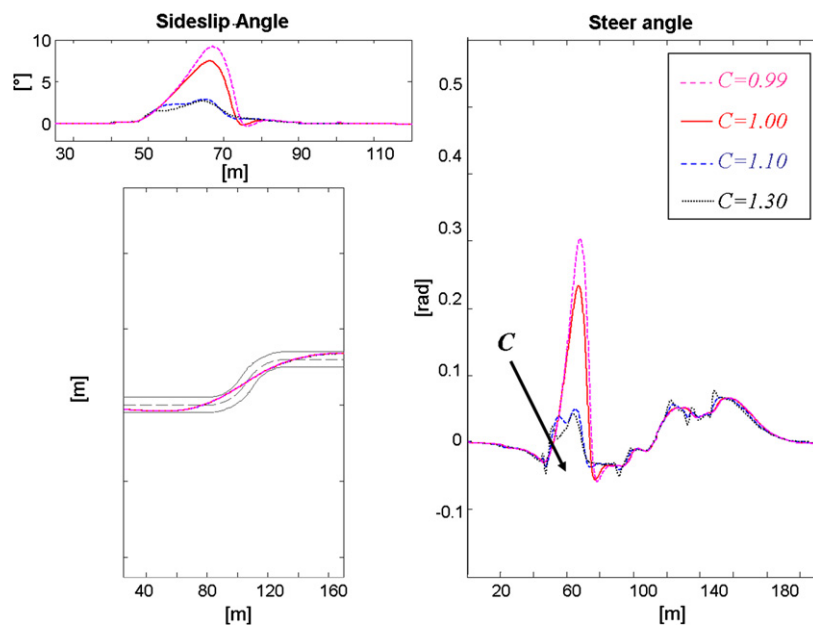 Sideslip Angle
10
5
0
[°]
30 50 70 90 110
[m]
[m]
40 80 120 160
[m]
Steer angle
0.5
0.4
0.3
0.2
0.1
0
-0.1
[rad]
C
C=0.99
C=1.00
C=1.10
C=1.30
20 60 100 140 180
[m]